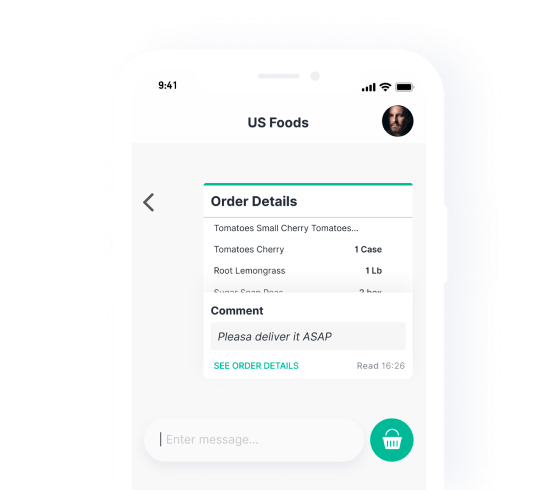 9:41
US Foods
Order Details
Tomatoes Small Cherry Tomatoes...
Tomatoes Cherry 1 Case
Root Lemongrass 1 Lb
Sugar Snap Peas 2 box
Comment
Pleasa deliver it ASAP
SEE ORDER DETAILS Read 16:26
Enter message...